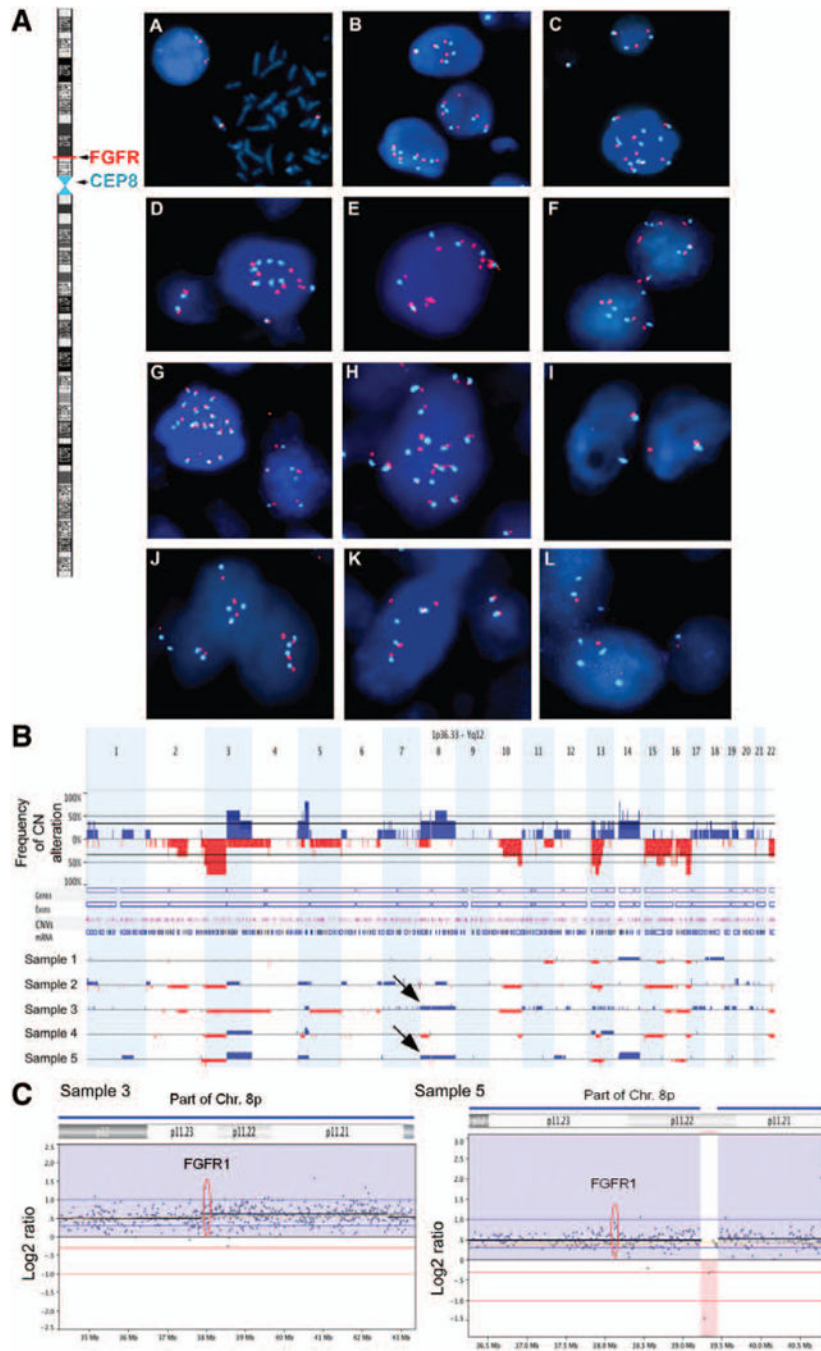 A
FGFR
CEP8
A
B
C
D
E
F
G
H
I
J
K
L
B
1p36.33 - Yq12
1 2 3 4 5 6 7 8 9 10 11 12 13 14 15 16 17 18 19 20 21 22
Frequency of CN alteration
100%
50%
0%
50%
100%
Genes
Exons
CNVs
mRNA
Sample 1
Sample 2
Sample 3
Sample 4
Sample 5
C
Sample 3
Part of Chr. 8p
p11.23 p11.22 p11.21
FGFR1
Log2 ratio
2.5
2.0
1.5
1.0
.5
0
-.5
-1.0
-1.5
-2.0
-2.5
35 Mb 36 Mb 37 Mb 38 Mb 39 Mb 40 Mb 41 Mb 42 Mb 43 Mb
Sample 5
Part of Chr. 8p
p11.23 p11.22 p11.21
FGFR1
Log2 ratio
3.0
2.5
2.0
1.5
1.0
.5
0
-.5
-1.0
-1.5
36.5 Mb 37.0 Mb 37.5 Mb 38.0 Mb 38.5 Mb 39.0 Mb 39.5 Mb 40.0 Mb 40.5 Mb